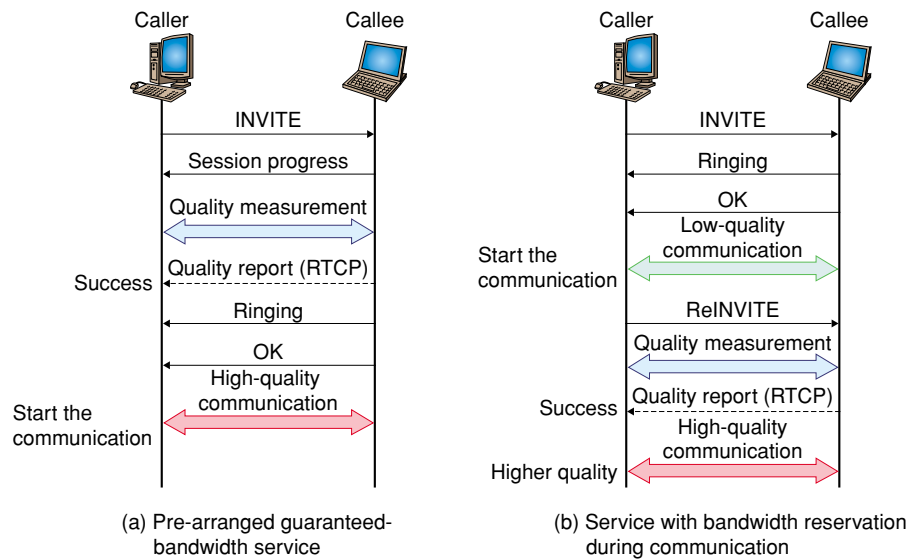 Caller
Callee
INVITE
Session progress
Quality measurement
Success
Quality report (RTCP)
Ringing
OK
High-quality
communication
Start the
communication
(a) Pre-arranged guaranteed-
bandwidth service
Caller
Callee
INVITE
Ringing
OK
Low-quality
communication
Start the
communication
ReINVITE
Quality measurement
Success
Quality report (RTCP)
High-quality
communication
Higher quality
(b) Service with bandwidth reservation
during communication